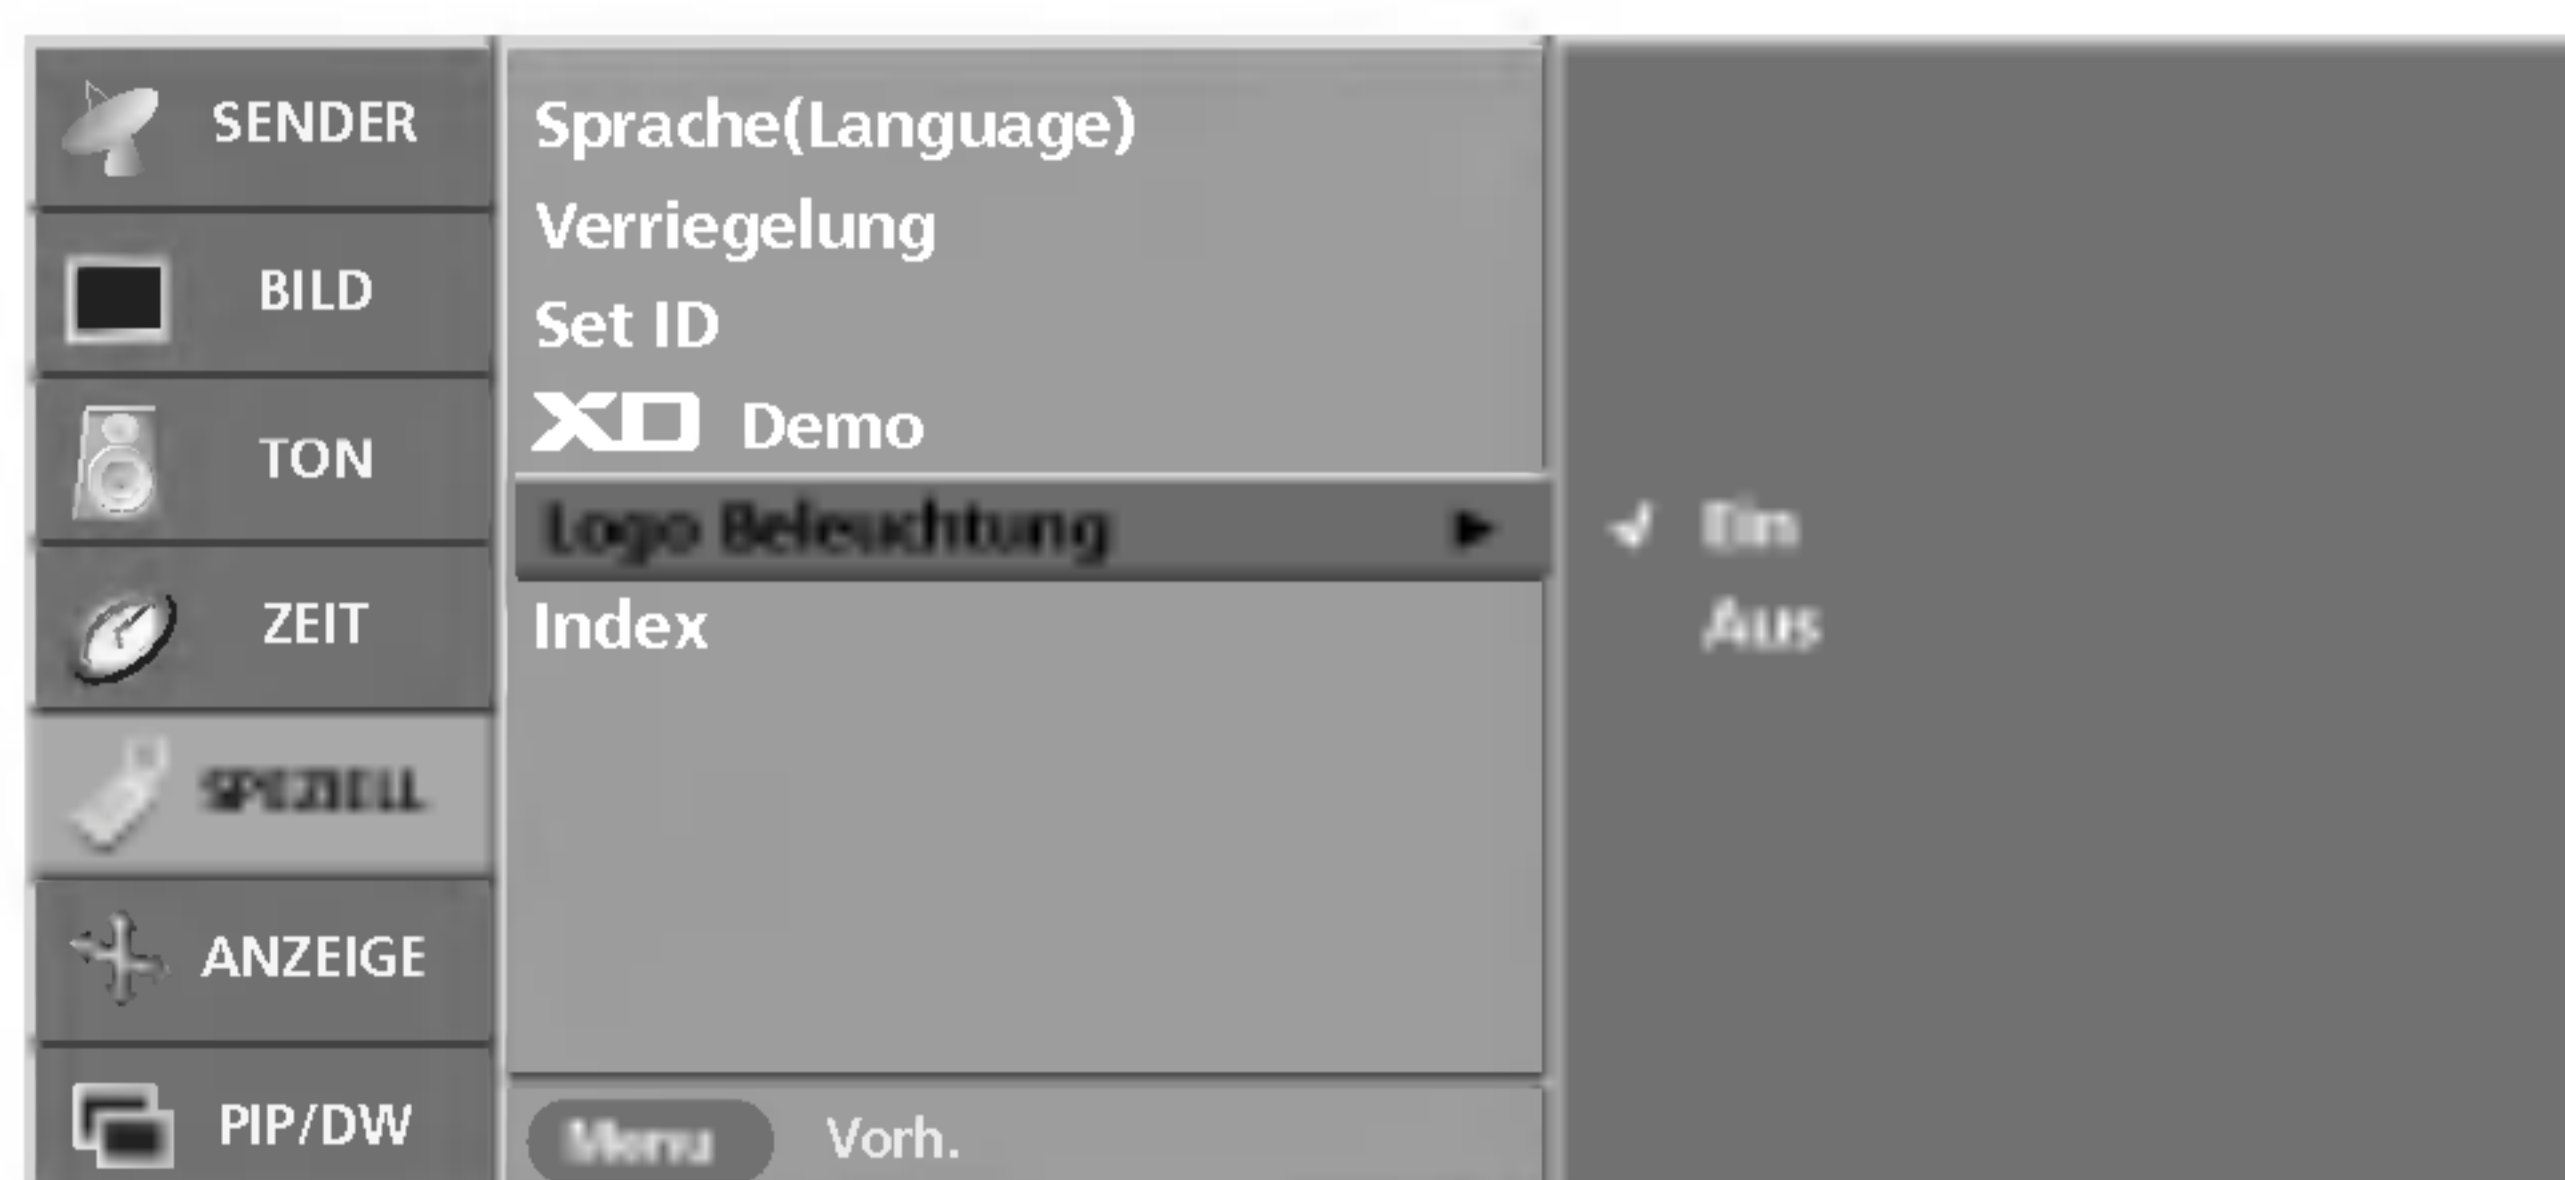 SENDER
BILD
TON
ZEIT
SPEZIELL
ANZEIGE
PIP/DW
Sprache(Language)
Verriegelung
Set ID
XD Demo
Logo Beleuchtung
Index
Ein
Aus
Menu Vorh.